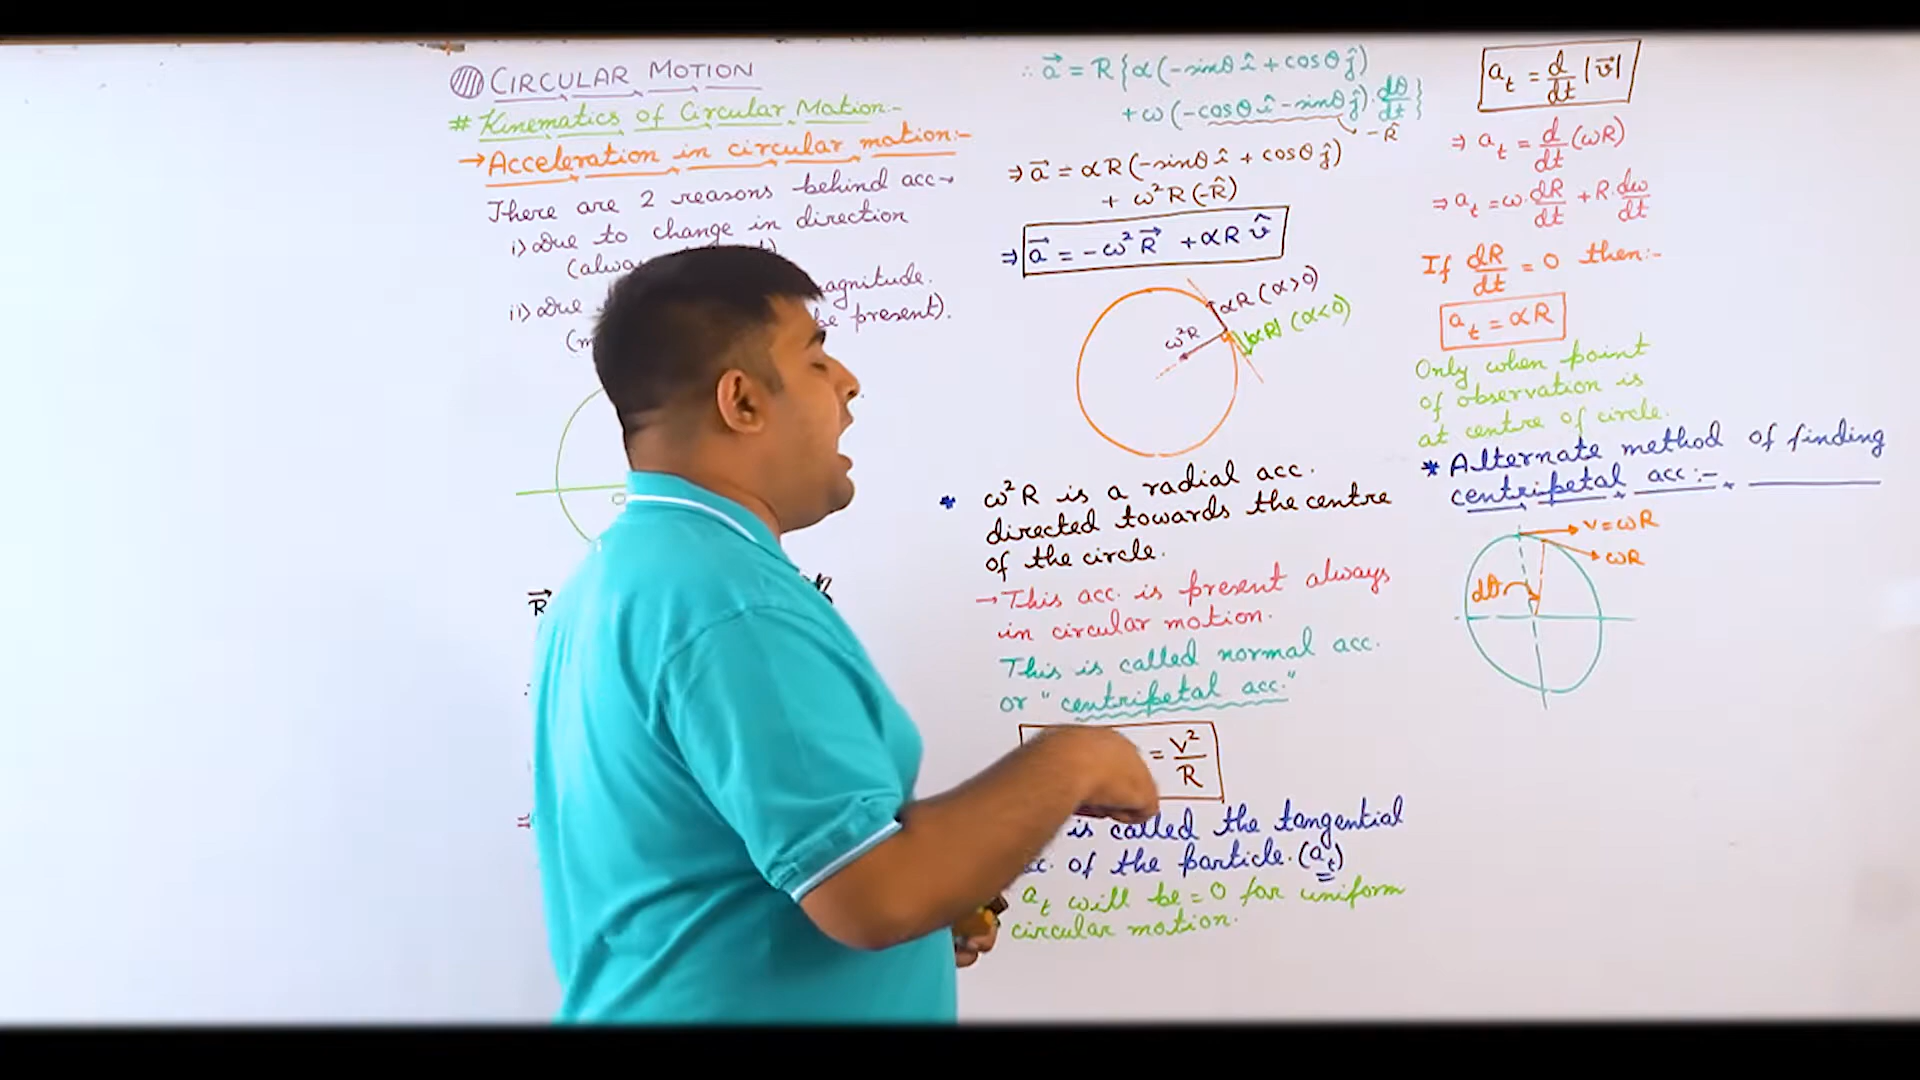 CIRCULAR MOTION
# Kinematics of Circular Mation:-
→ Acceleration in circular motion:-
There are 2 reasons behind acc→
i) Due to change in direction
(alwa
ii) Due agnitude.
(m be present).
R⃗
∴ a⃗ = R{α(-sinθ î + cosθ ĵ)
+ ω(-cosθ î - sinθ ĵ).dθ/dt}
-R̂
⇒ a⃗ = αR(-sinθ î + cosθ ĵ)
+ ω²R(-R̂)
⇒ a⃗ = -ω²R⃗ + αR v̂
αR (α>0)
ω²R
|αR| (α<0)
* ω²R is a radial acc.
directed towards the centre
of the circle.
→ This acc. is present always
in circular motion.
This is called normal acc.
or "centripetal acc."
= V²/R
is called the tangential
c. of the particle. (aₜ)
aₜ will be = 0 for uniform
circular motion.
aₜ = d/dt |v⃗|
⇒ aₜ = d/dt (ωR)
⇒ aₜ = ω.dR/dt + R.dω/dt
If dR/dt = 0 then:-
aₜ = αR
Only when point
of observation is
at centre of circle.
* Alternate method of finding
centripetal acc:-
v=ωR
ωR
dθ